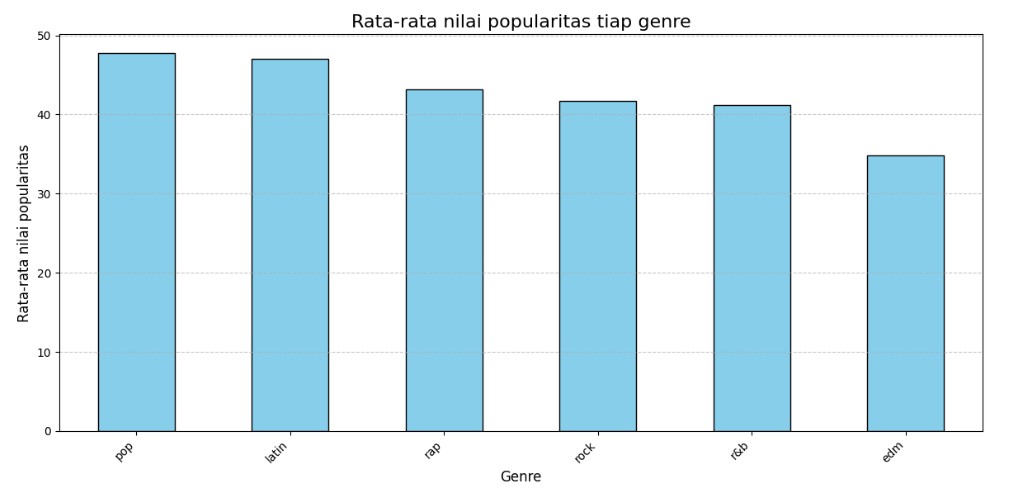 Rata-rata nilai popularitas tiap genre
Rata-rata nilai popularitas
50
40
30
20
10
0
pop
latin
rap
rock
r&b
edm
Genre